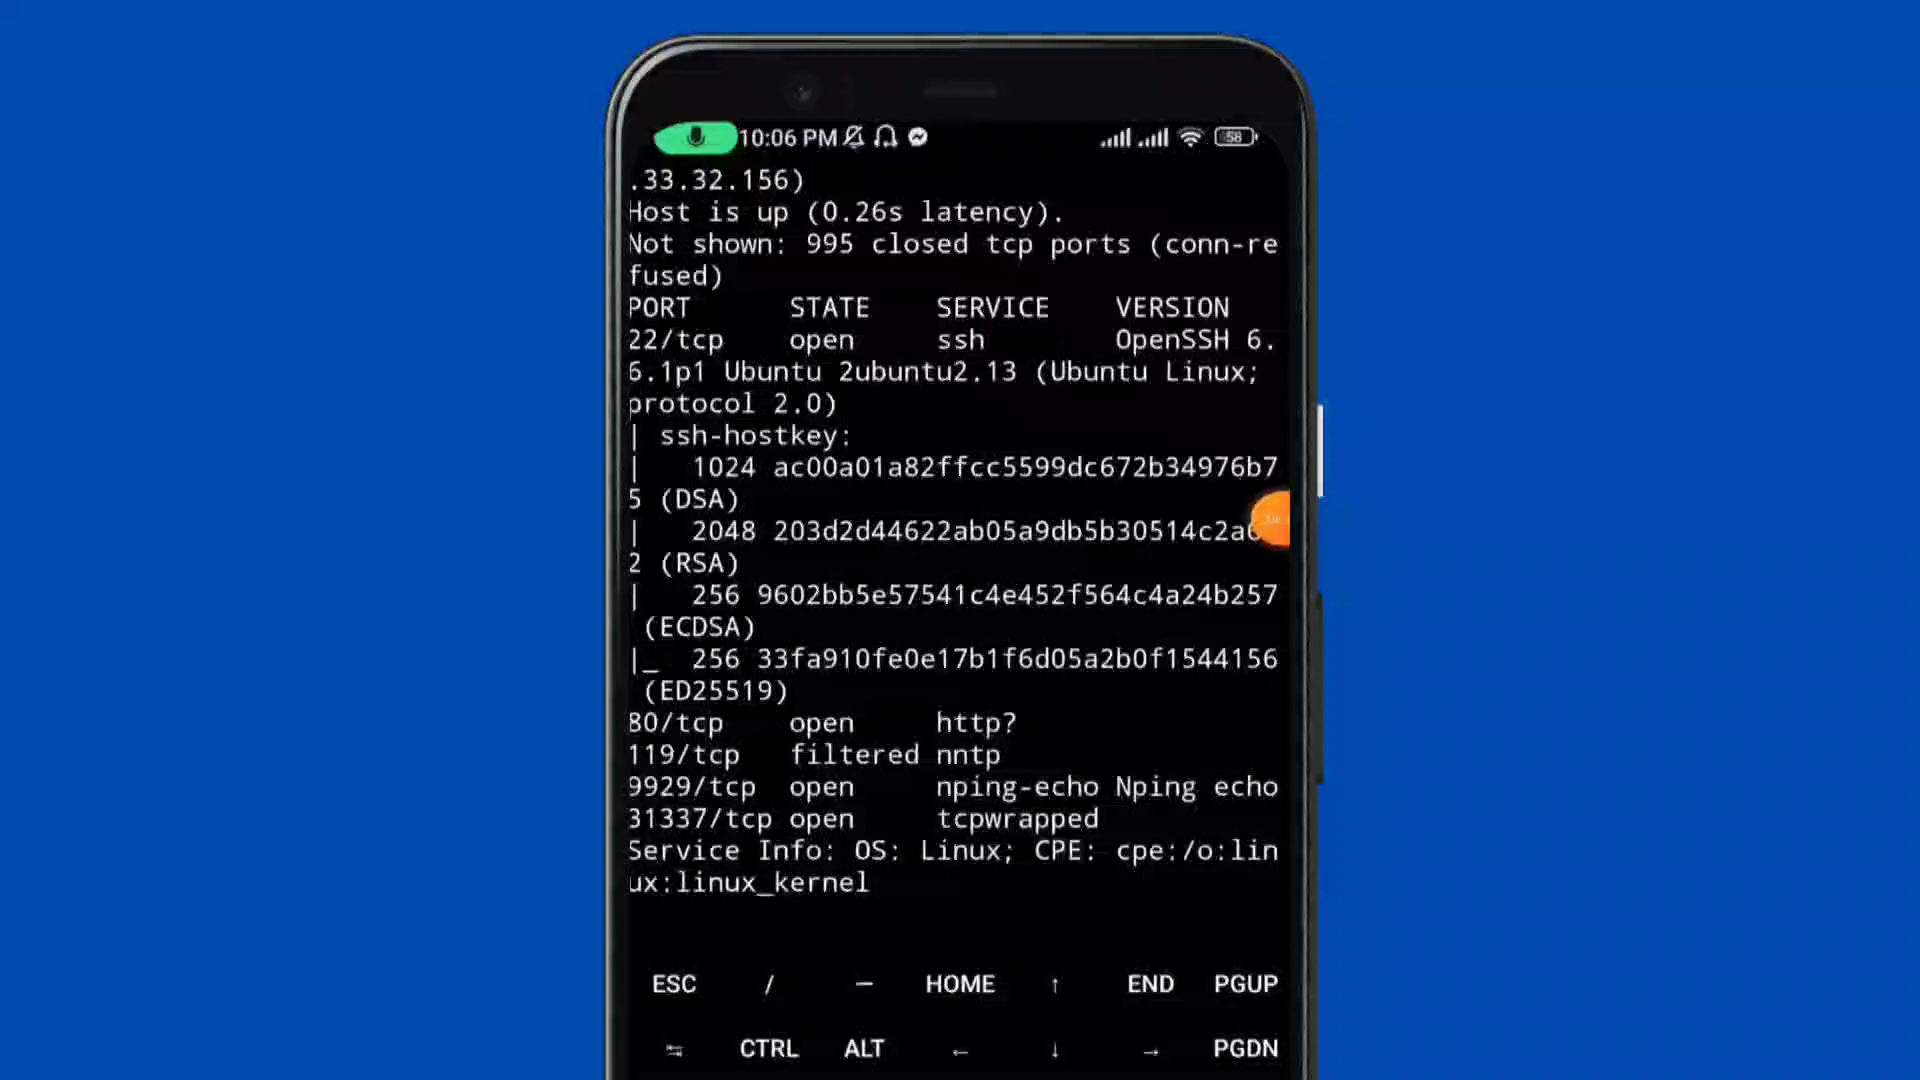 10:06 PM 58
.33.32.156)
Host is up (0.26s latency).
Not shown: 995 closed tcp ports (conn-re
fused)
PORT STATE SERVICE VERSION
22/tcp open ssh OpenSSH 6.
6.1p1 Ubuntu 2ubuntu2.13 (Ubuntu Linux;
protocol 2.0)
| ssh-hostkey:
| 1024 ac00a01a82ffcc5599dc672b34976b7
5 (DSA)
| 2048 203d2d44622ab05a9db5b30514c2a6
2 (RSA)
| 256 9602bb5e57541c4e452f564c4a24b257
(ECDSA)
|_ 256 33fa910fe0e17b1f6d05a2b0f1544156
(ED25519)
80/tcp open http?
119/tcp filtered nntp
9929/tcp open nping-echo Nping echo
31337/tcp open tcpwrapped
Service Info: OS: Linux; CPE: cpe:/o:lin
ux:linux_kernel
ESC / — HOME ↑ END PGUP
↹ CTRL ALT ← ↓ → PGDN